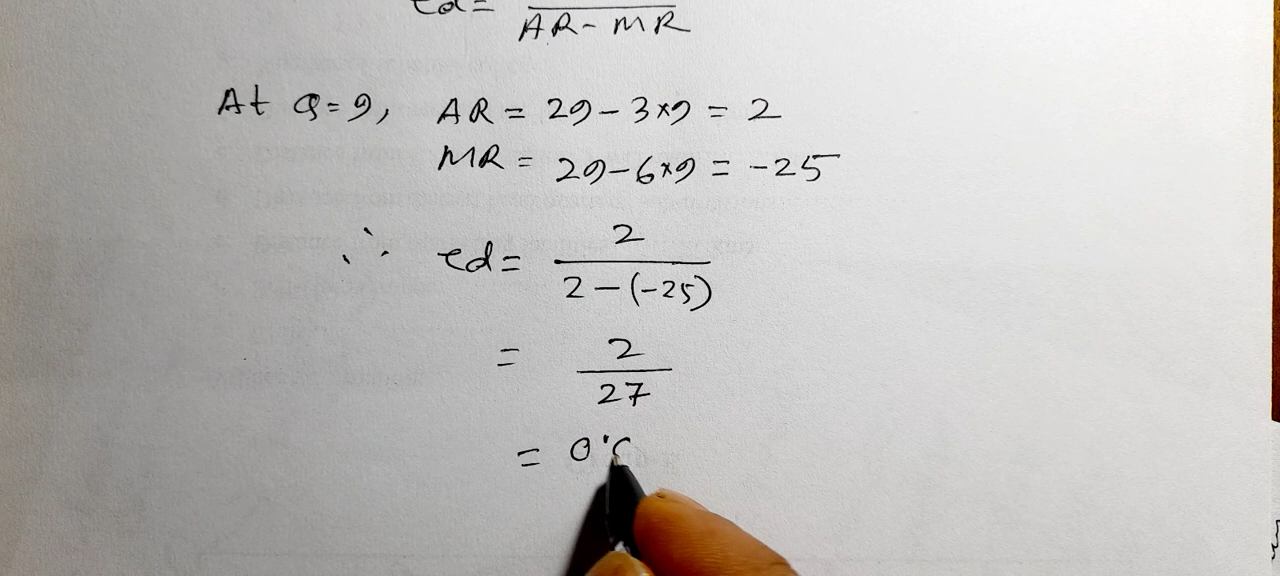 ed =
AR - MR
At Q = 9, AR = 29 - 3×9 = 2
MR = 29 - 6×9 = -25
∴ ed = 2
2 - (-25)
= 2
27
= 0.